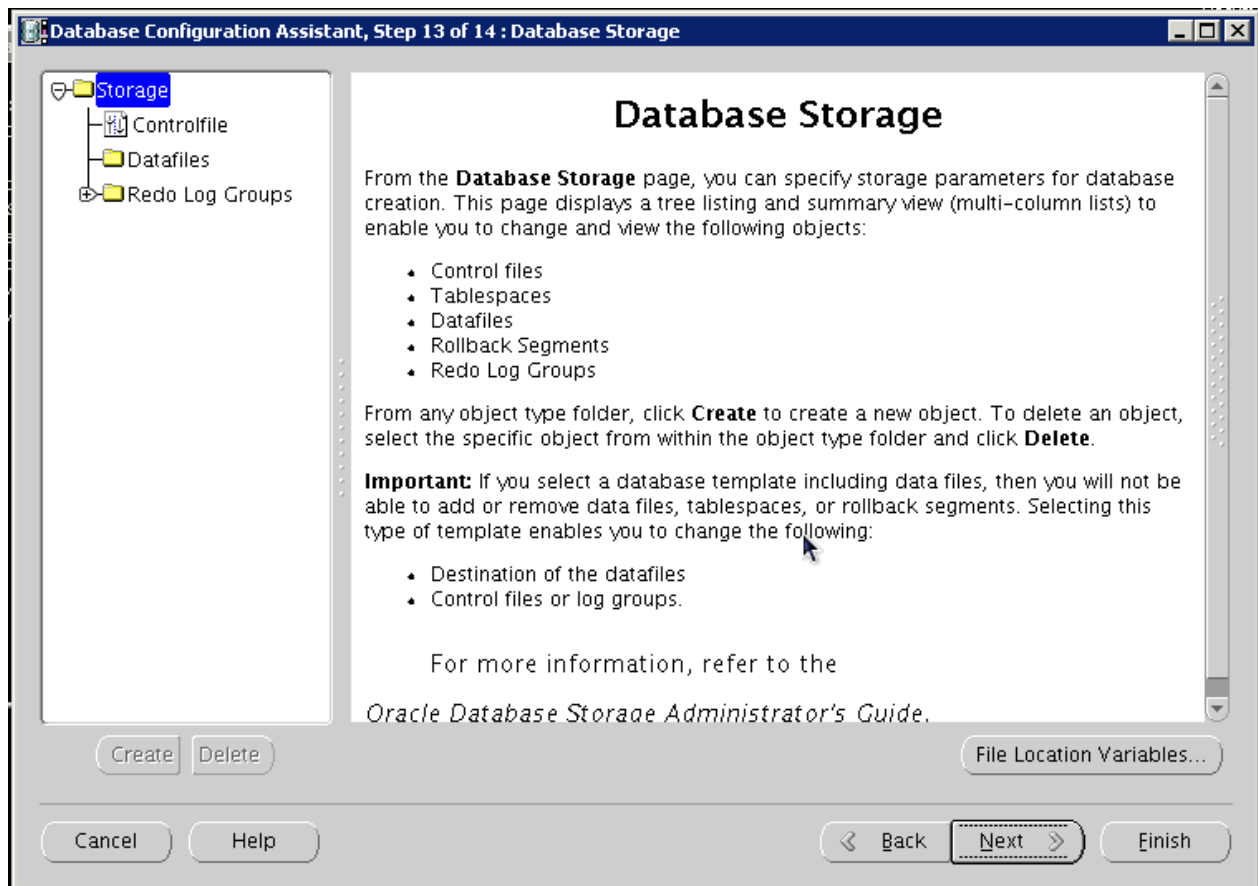 Database Configuration Assistant, Step 13 of 14 : Database Storage
Storage
Controlfile
Datafiles
Redo Log Groups
Database Storage
From the Database Storage page, you can specify storage parameters for database
creation. This page displays a tree listing and summary view (multi-column lists) to
enable you to change and view the following objects:
Control files
Tablespaces
Datafiles
Rollback Segments
Redo Log Groups
From any object type folder, click Create to create a new object. To delete an object,
select the specific object from within the object type folder and click Delete.
Important: If you select a database template including data files, then you will not be
able to add or remove data files, tablespaces, or rollback segments. Selecting this
type of template enables you to change the following:
Destination of the datafiles
Control files or log groups.
For more information, refer to the
Oracle Database Storage Administrator's Guide.
Create Delete
File Location Variables...
Cancel Help Back Next Finish